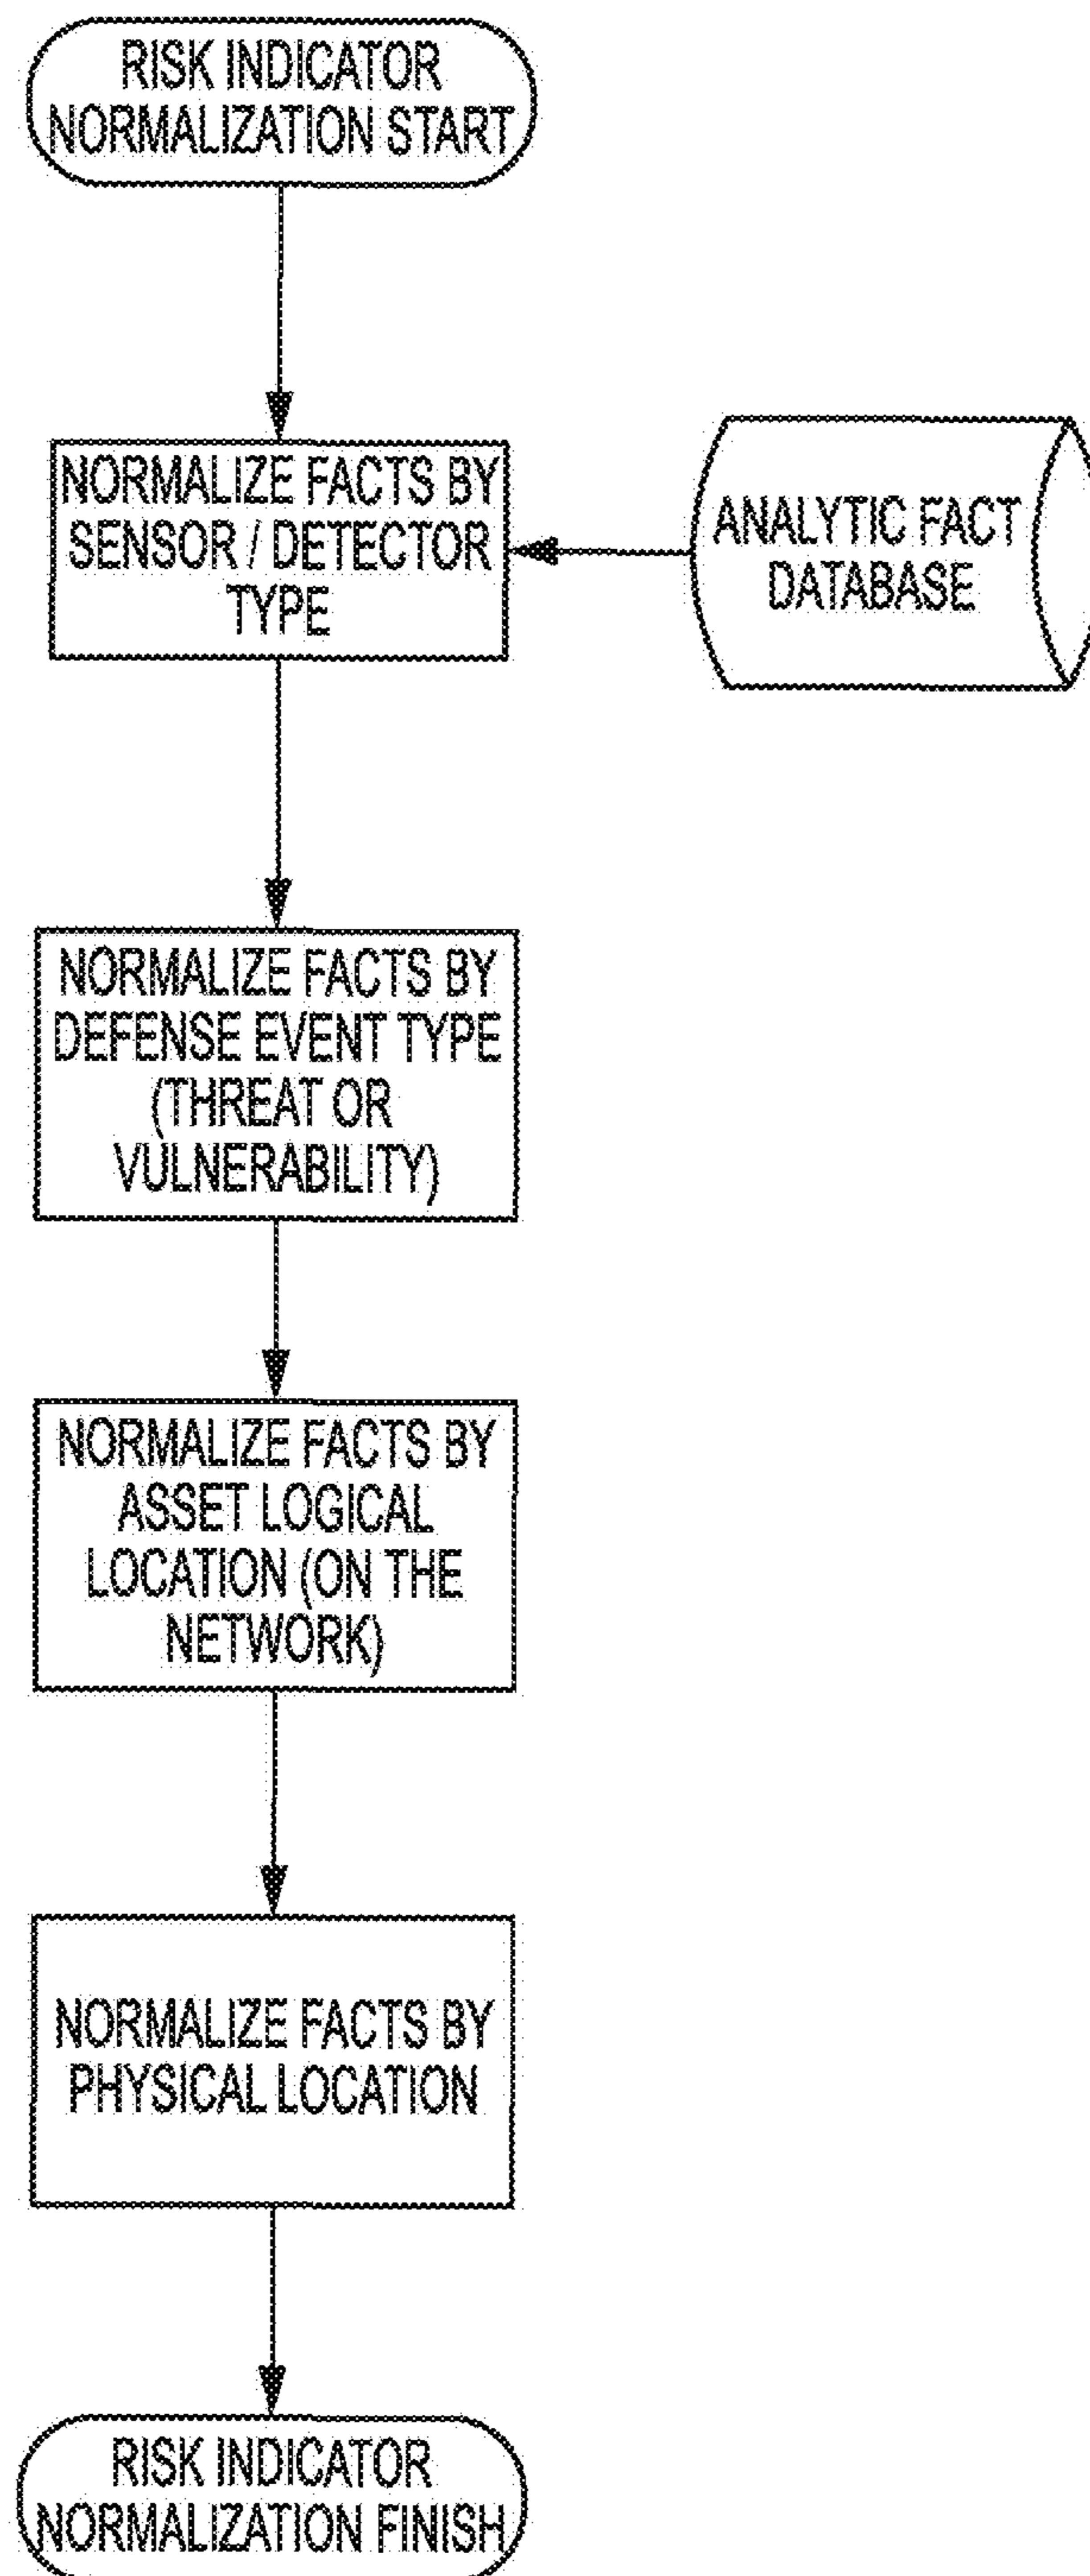 RISK INDICATOR
NORMALIZATION START
NORMALIZE FACTS BY
SENSOR / DETECTOR
TYPE
ANALYTIC FACT
DATABASE
NORMALIZE FACTS BY
DEFENSE EVENT TYPE
(THREAT OR
VULNERABILITY)
NORMALIZE FACTS BY
ASSET LOGICAL
LOCATION (ON THE
NETWORK)
NORMALIZE FACTS BY
PHYSICAL LOCATION
RISK INDICATOR
NORMALIZATION FINISH